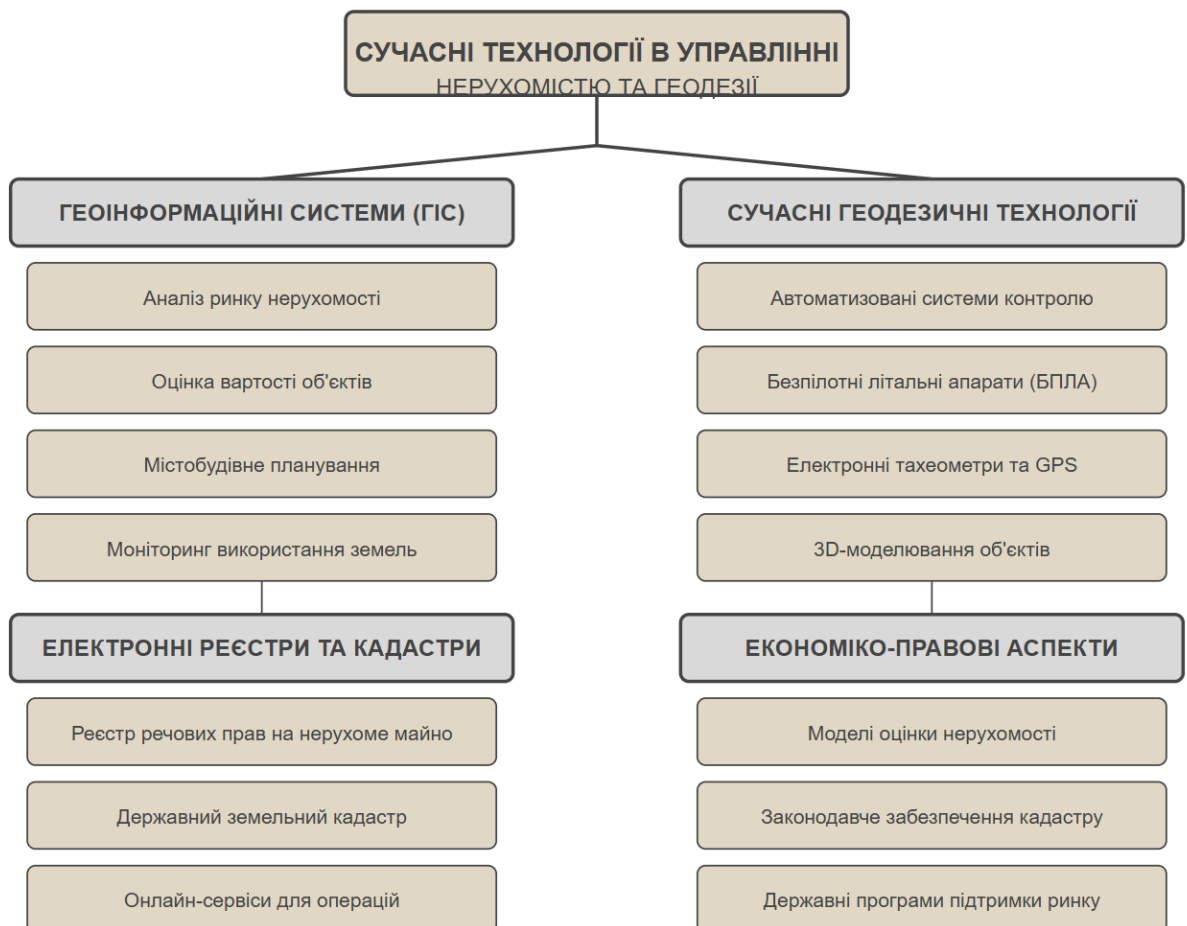 СУЧАСНІ ТЕХНОЛОГІЇ В УПРАВЛІННІ
НЕРУХОМІСТЮ ТА ГЕОДЕЗІЇ
ГЕОІНФОРМАЦІЙНІ СИСТЕМИ (ГІС)
Аналіз ринку нерухомості
Оцінка вартості об'єктів
Містобудівне планування
Моніторинг використання земель
ЕЛЕКТРОННІ РЕЄСТРИ ТА КАДАСТРИ
Реєстр речових прав на нерухоме майно
Державний земельний кадастр
Онлайн-сервіси для операцій
СУЧАСНІ ГЕОДЕЗИЧНІ ТЕХНОЛОГІЇ
Автоматизовані системи контролю
Безпілотні літальні апарати (БПЛА)
Електронні тахеометри та GPS
3D-моделювання об'єктів
ЕКОНОМІКО-ПРАВОВІ АСПЕКТИ
Моделі оцінки нерухомості
Законодавче забезпечення кадастру
Державні програми підтримки ринку